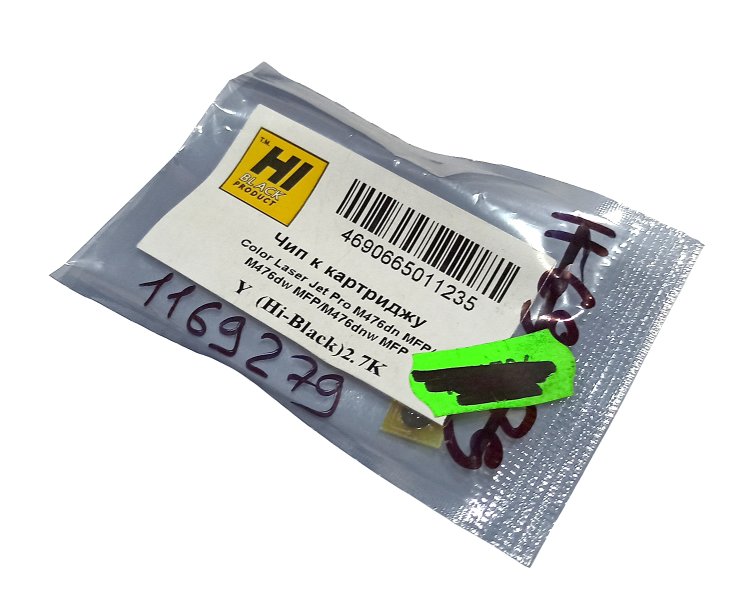 T.M.
HI
BLACK
PRODUCT
4690665011235
Чип к картриджу
Color Laser Jet Pro M476dn MFP/
M476dw MFP/M476dnw MFP
Y (Hi-Black)2.7K
1169279